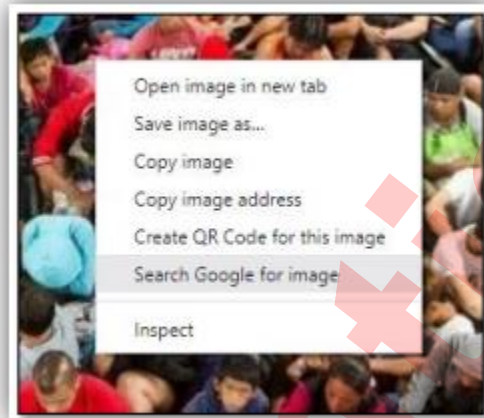 Open image in new tab
Save image as...
Copy image
Copy image address
Create QR Code for this image
Search Google for image
Inspect